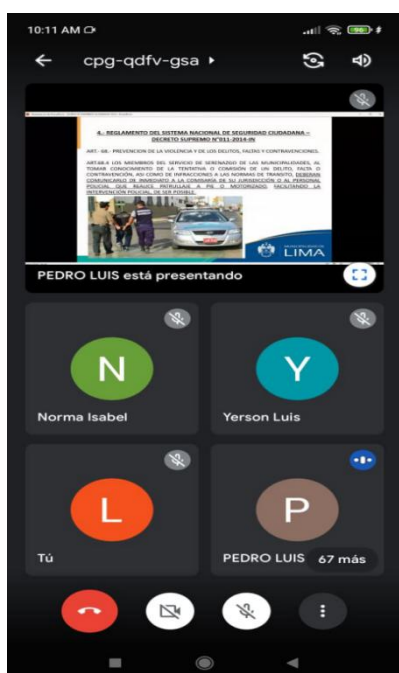 10:11 AM
cpg-qdfv-gsa
4.- REGLAMENTO DEL SISTEMA NACIONAL DE SEGURIDAD CIUDADANA –
DECRETO SUPREMO N°011-2014-IN
ART.- 68.- PREVENCION DE LA VIOLENCIA Y DE LOS DELITOS, FALTAS Y CONTRAVENCIONES.
ART.68.4 LOS MIEMBROS DEL SERVICIO DE SERENAZGO DE LAS MUNICIPALIDADES, AL
TOMAR CONOCIMIENTO DE LA TENTATIVA O COMISIÓN DE UN DELITO, FALTA O
CONTRAVENCIÓN, ASI COMO DE INFRACCIONES A LAS NORMAS DE TRANSITO, DEBERAN
COMUNICARLO DE INMEDIATO A LA COMISARÍA DE SU JURISDICCIÓN O AL PERSONAL
POLICIAL QUE REALICE PATRULLAJE A PIE O MOTORIZADO, FACILITANDO LA
INTERVENCIÓN POLICIAL, DE SER POSIBLE.
LIMA
PEDRO LUIS está presentando
N
Norma Isabel
Y
Yerson Luis
L
Tú
P
PEDRO LUIS
67 más